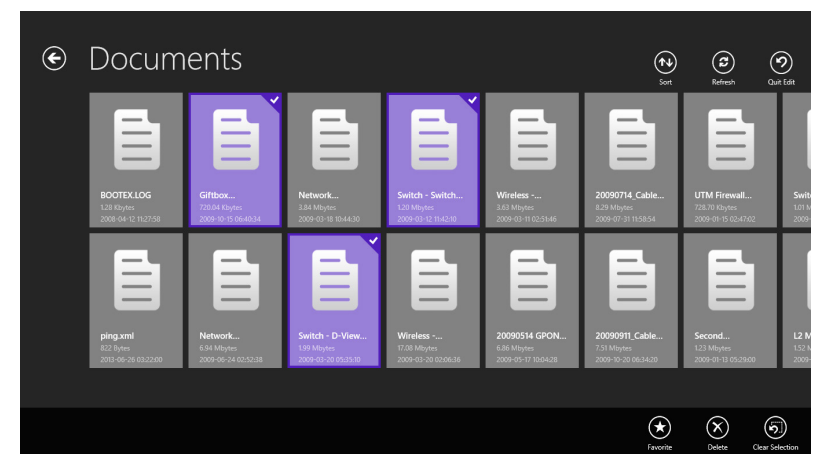 Documents
Sort
Refresh
Quit Edit
BOOTEX.LOG
1.28 Kbytes
2008-04-12 11:27:58
Giftbox...
720.04 Kbytes
2009-10-15 06:40:34
Network...
3.84 Mbytes
2009-03-18 10:44:30
Switch - Switch...
1.20 Mbytes
2009-03-12 11:42:10
Wireless -...
3.63 Mbytes
2009-03-11 02:51:46
20090714_Cable...
8.29 Mbytes
2009-07-31 11:58:54
UTM Firewall...
728.70 Kbytes
2009-01-15 02:47:02
Swit
1.01 M
2009-
ping.xml
822 Bytes
2013-06-26 03:22:00
Network...
6.94 Mbytes
2009-06-24 02:52:38
Switch - D-View...
1.99 Mbytes
2009-03-20 05:35:10
Wireless -...
17.08 Mbytes
2009-03-20 02:06:38
20090514 GPON...
6.86 Mbytes
2009-05-17 10:04:28
20090911_Cable...
7.51 Mbytes
2009-10-20 06:34:20
Second...
1.23 Mbytes
2009-01-13 05:29:00
L2 M
1.52 M
2009-
Favorite
Delete
Clear Selection